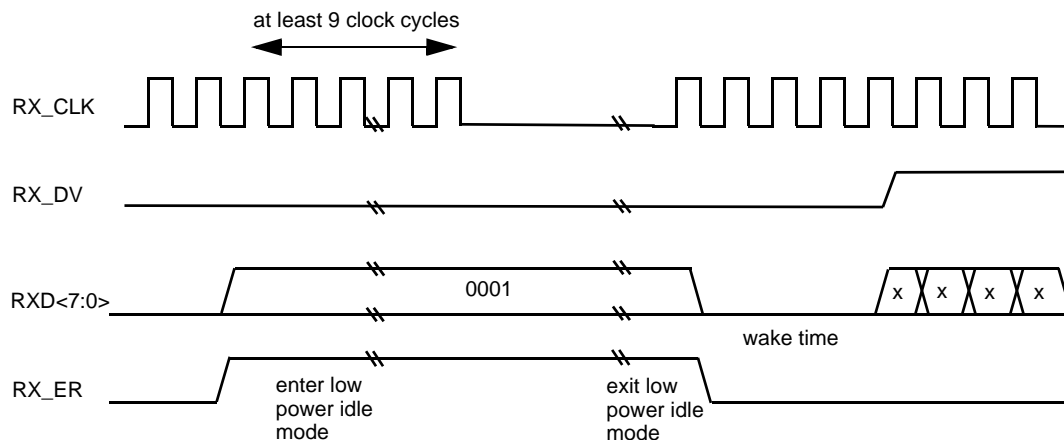 at least 9 clock cycles
RX_CLK
RX_DV
RXD<7:0>
0001
x x x x
wake time
RX_ER
enter low
power idle
mode
exit low
power idle
mode